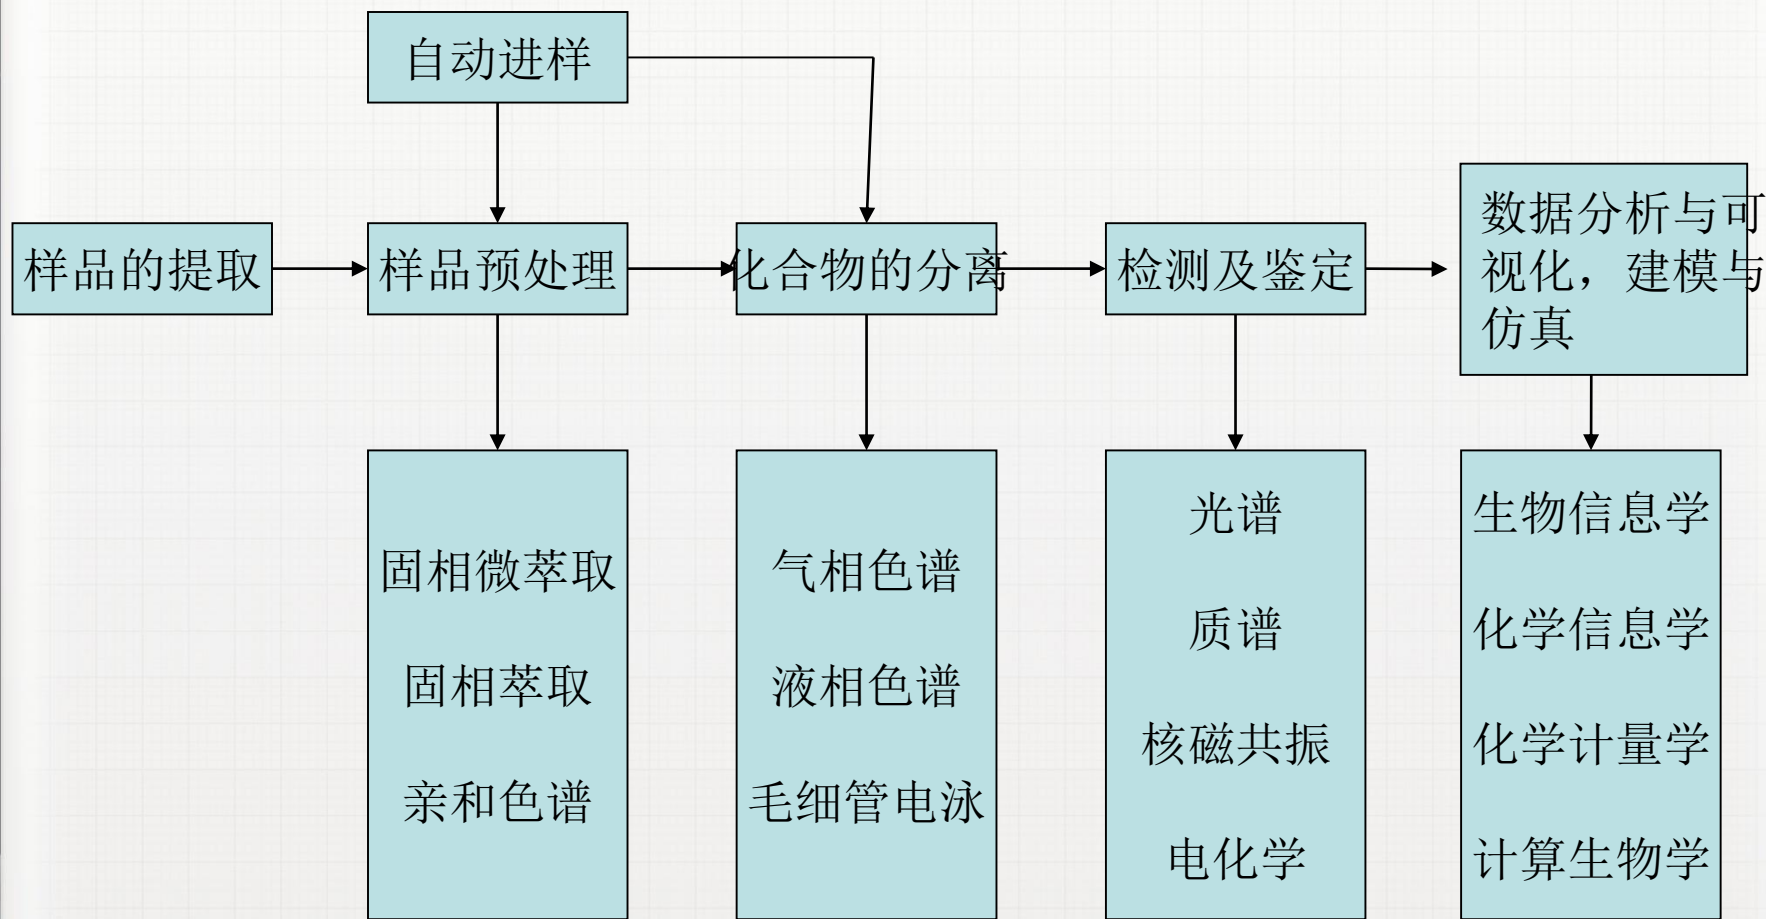 自动进样
样品的提取
样品预处理
化合物的分离
检测及鉴定
数据分析与可
视化，建模与
仿真
固相微萃取
固相萃取
亲和色谱
气相色谱
液相色谱
毛细管电泳
光谱
质谱
核磁共振
电化学
生物信息学
化学信息学
化学计量学
计算生物学